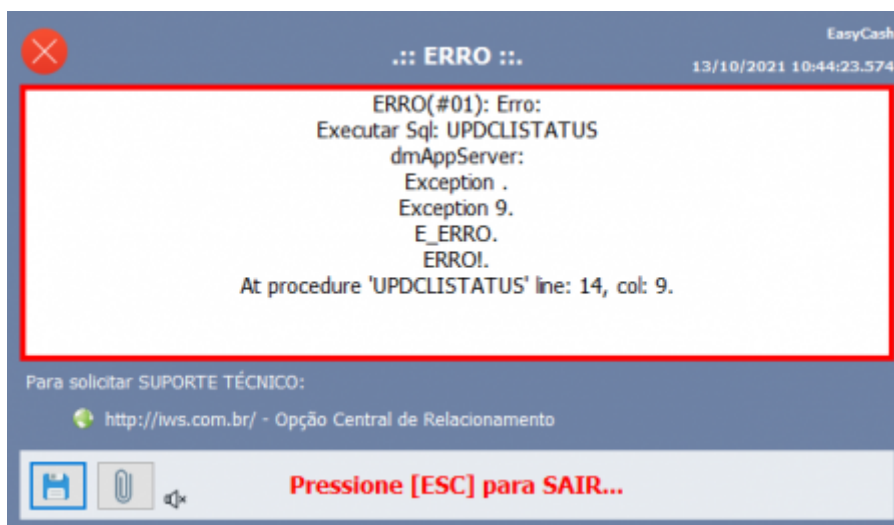 EasyCash
.:: ERRO ::.
13/10/2021 10:44:23.574
ERRO(#01): Erro:
Executar Sql: UPDCLISTATUS
dmAppServer:
Exception .
Exception 9.
E_ERRO.
ERRO!.
At procedure 'UPDCLISTATUS' line: 14, col: 9.
Para solicitar SUPORTE TÉCNICO:
http://iws.com.br/ - Opção Central de Relacionamento
Pressione [ESC] para SAIR...